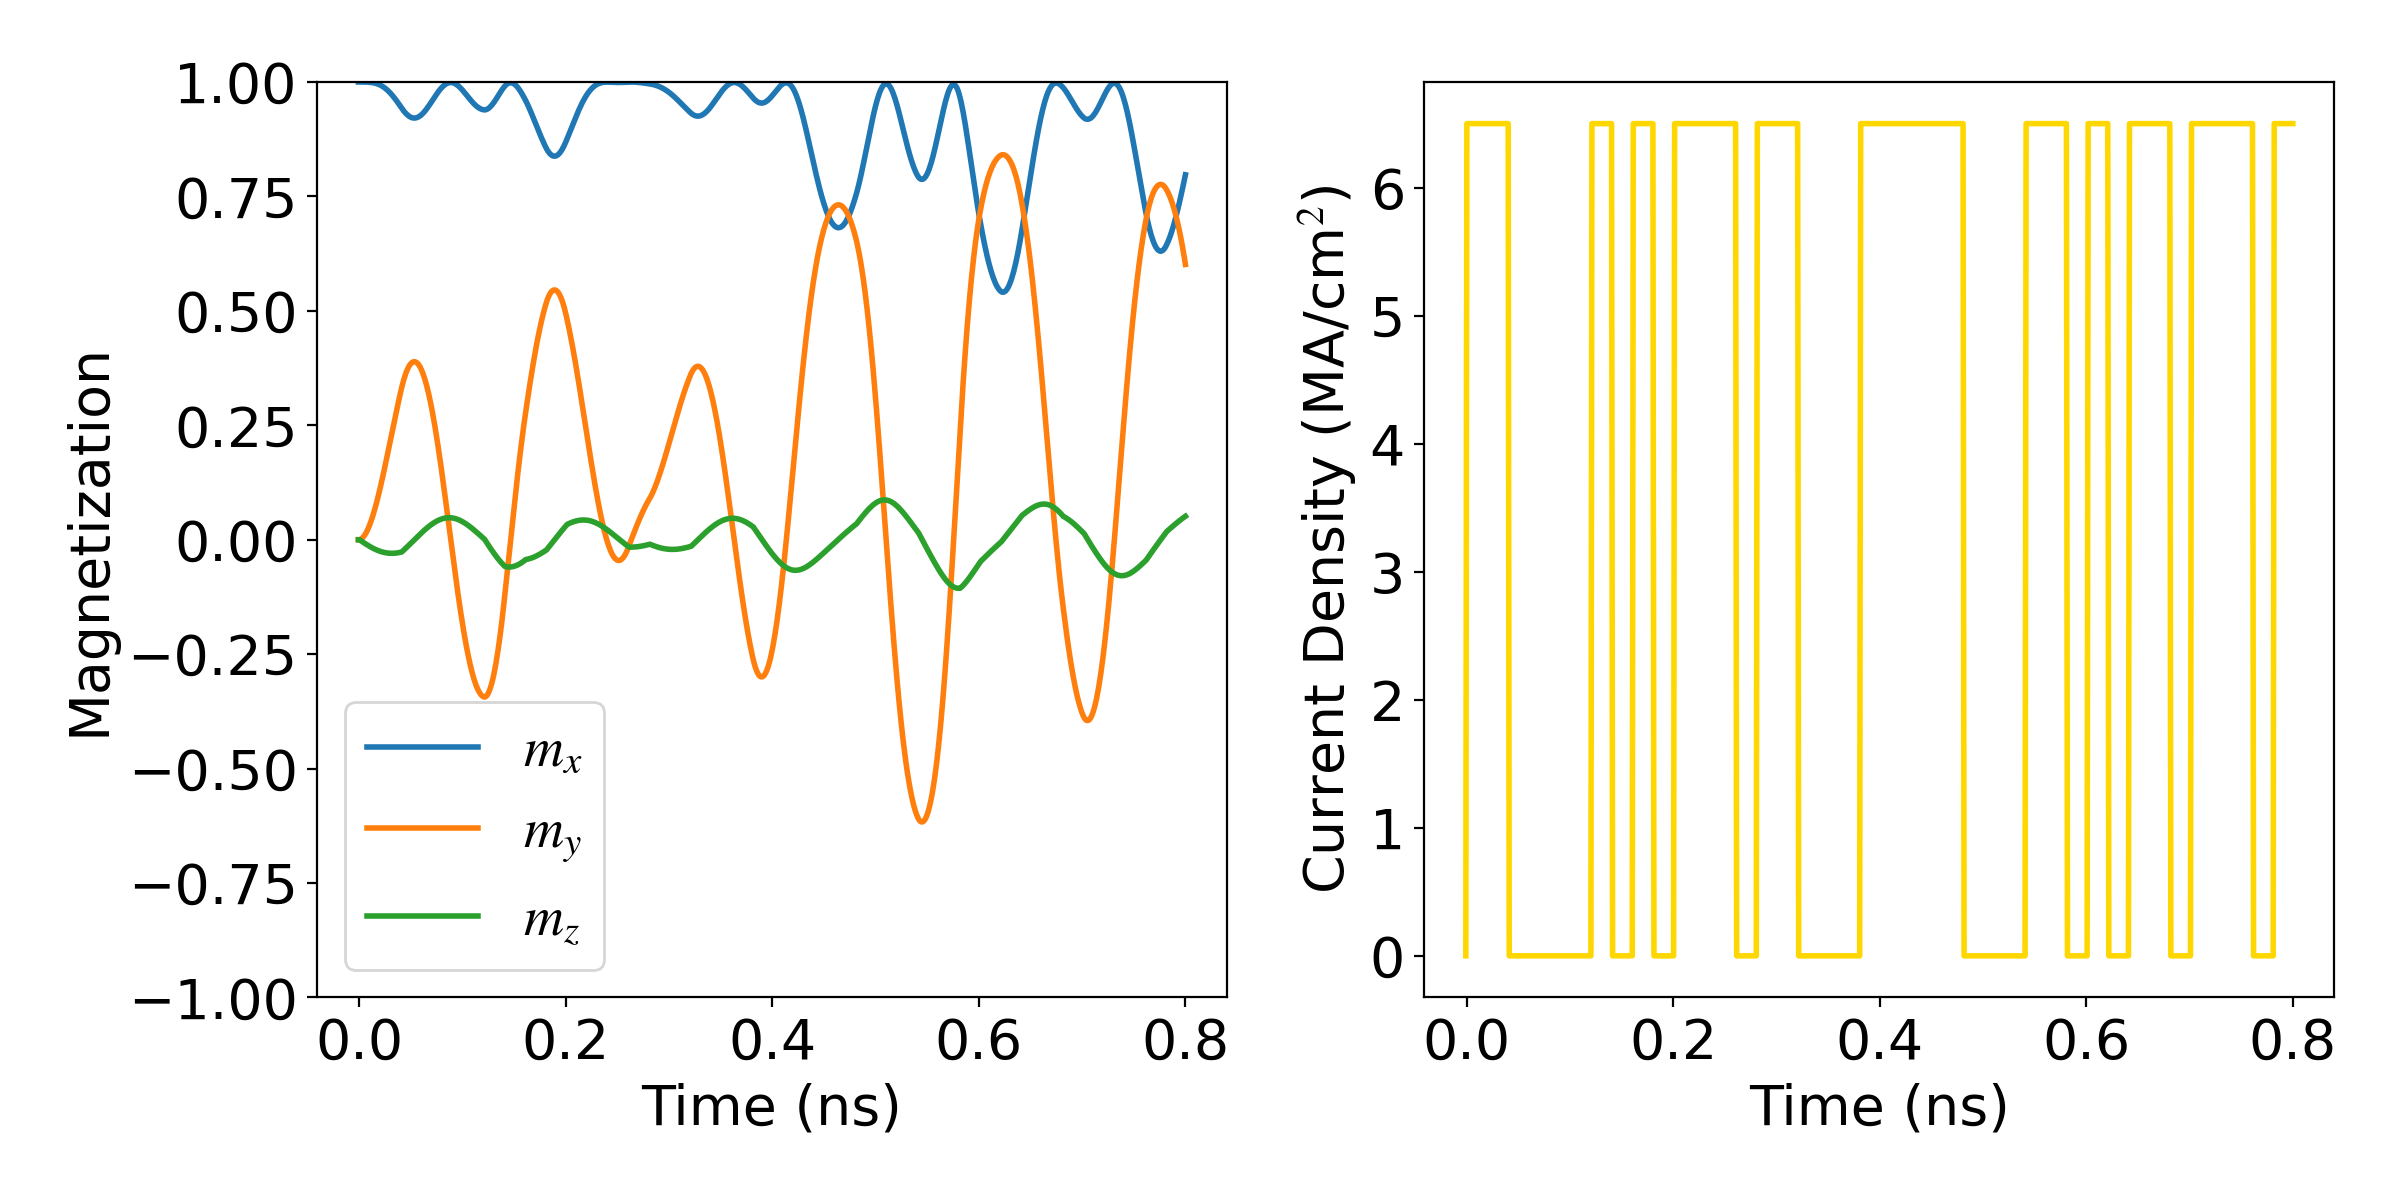 Magnetization
1.00
0.75
0.50
0.25
0.00
−0.25
−0.50
−0.75
−1.00
0.0 0.2 0.4 0.6 0.8
Time (ns)
m_x
m_y
m_z
Current Density (MA/cm²)
6
5
4
3
2
1
0
0.0 0.2 0.4 0.6 0.8
Time (ns)